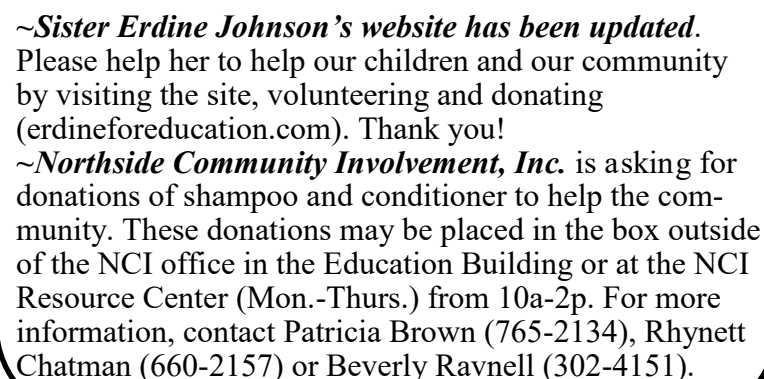 ~Sister Erdine Johnson’s website has been updated.
Please help her to help our children and our community
by visiting the site, volunteering and donating
(erdineforeducation.com). Thank you!
~Northside Community Involvement, Inc. is asking for
donations of shampoo and conditioner to help the com-
munity. These donations may be placed in the box outside
of the NCI office in the Education Building or at the NCI
Resource Center (Mon.-Thurs.) from 10a-2p. For more
information, contact Patricia Brown (765-2134), Rhynett
Chatman (660-2157) or Beverly Ravnell (302-4151).